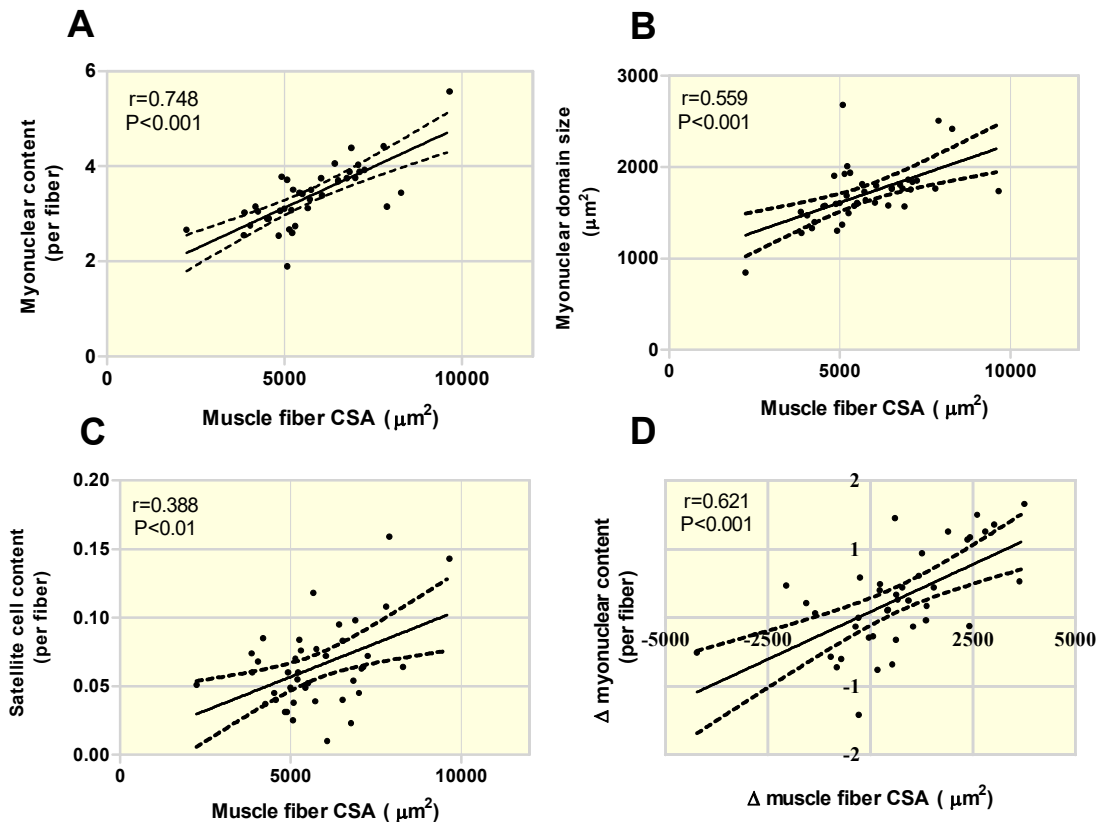 A
6
r=0.748
P<0.001
4
2
0
0
5000
10000
Myonuclear content
(per fiber)
Muscle fiber CSA ( μm²)
B
3000
r=0.559
P<0.001
2000
1000
0
0
5000
10000
Myonuclear domain size
(μm²)
Muscle fiber CSA ( μm²)
C
0.20
r=0.388
P<0.01
0.15
0.10
0.05
0.00
0
5000
10000
Satellite cell content
(per fiber)
Muscle fiber CSA ( μm²)
D
2
r=0.621
P<0.001
1
-5000
-2500
2500
5000
-1
-2
Δ myonuclear content
(per fiber)
Δ muscle fiber CSA ( μm²)